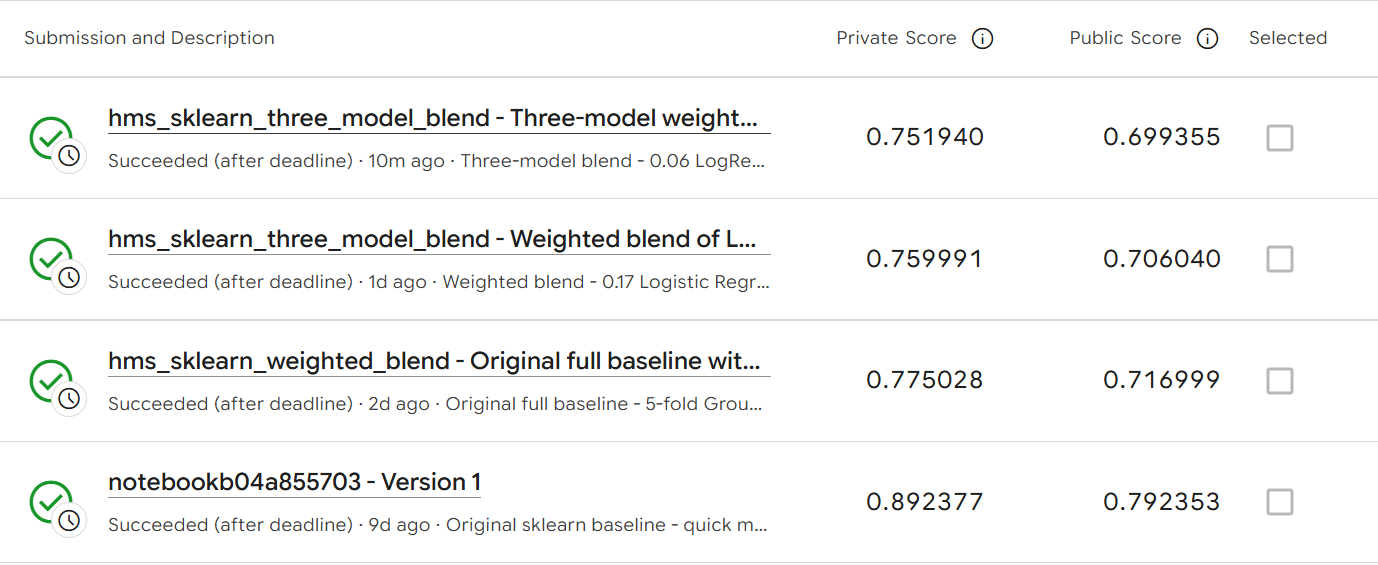 Submission and Description Private Score Public Score Selected
hms_sklearn_three_model_blend - Three-model weight... 0.751940 0.699355
Succeeded (after deadline) · 10m ago · Three-model blend - 0.06 LogRe...
hms_sklearn_three_model_blend - Weighted blend of L... 0.759991 0.706040
Succeeded (after deadline) · 1d ago · Weighted blend - 0.17 Logistic Regr...
hms_sklearn_weighted_blend - Original full baseline wit... 0.775028 0.716999
Succeeded (after deadline) · 2d ago · Original full baseline - 5-fold Grou...
notebookb04a855703 - Version 1 0.892377 0.792353
Succeeded (after deadline) · 9d ago · Original sklearn baseline - quick m...